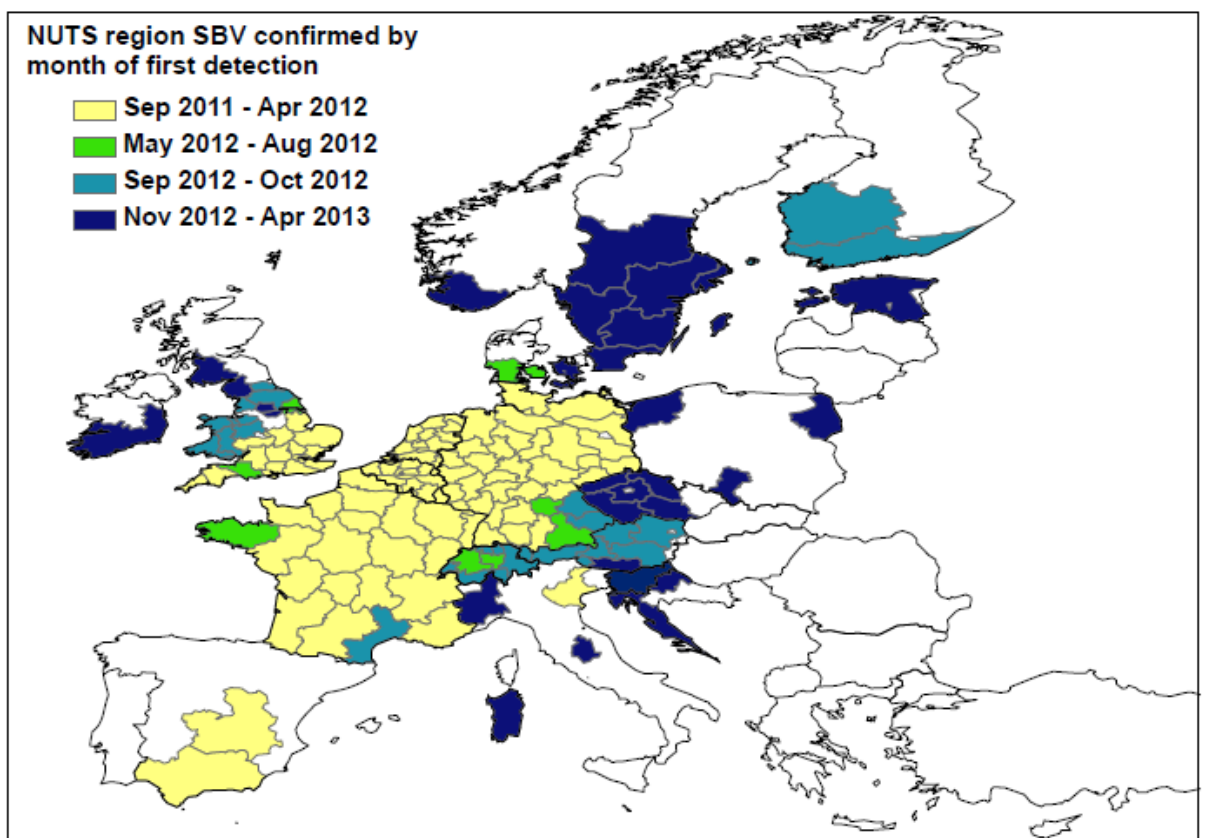 NUTS region SBV confirmed by
month of first detection
Sep 2011 - Apr 2012
May 2012 - Aug 2012
Sep 2012 - Oct 2012
Nov 2012 - Apr 2013